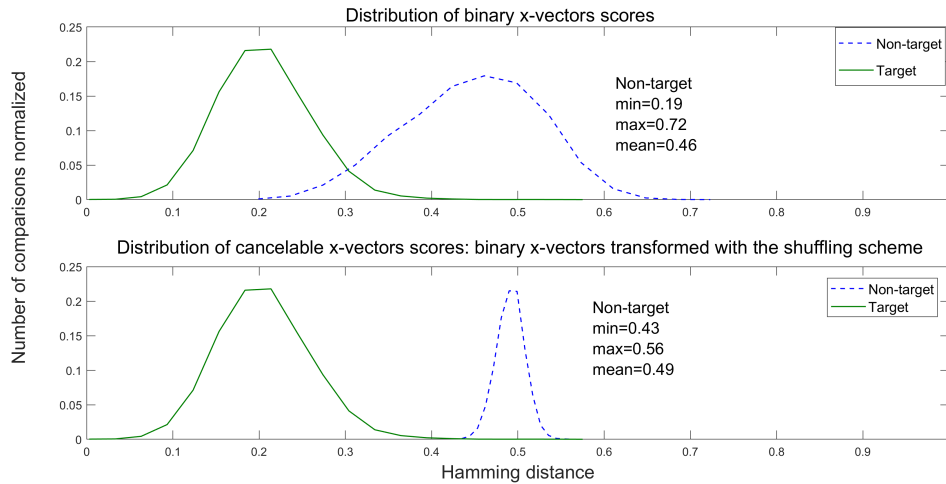 Distribution of binary x-vectors scores
Number of comparisons normalized
0.25
0.2
0.15
0.1
0.05
0
0 0.1 0.2 0.3 0.4 0.5 0.6 0.7 0.8 0.9
Non-target
Target
Non-target
min=0.19
max=0.72
mean=0.46
Distribution of cancelable x-vectors scores: binary x-vectors transformed with the shuffling scheme
0.25
0.2
0.15
0.1
0.05
0
0 0.1 0.2 0.3 0.4 0.5 0.6 0.7 0.8 0.9
Non-target
Target
Non-target
min=0.43
max=0.56
mean=0.49
Hamming distance